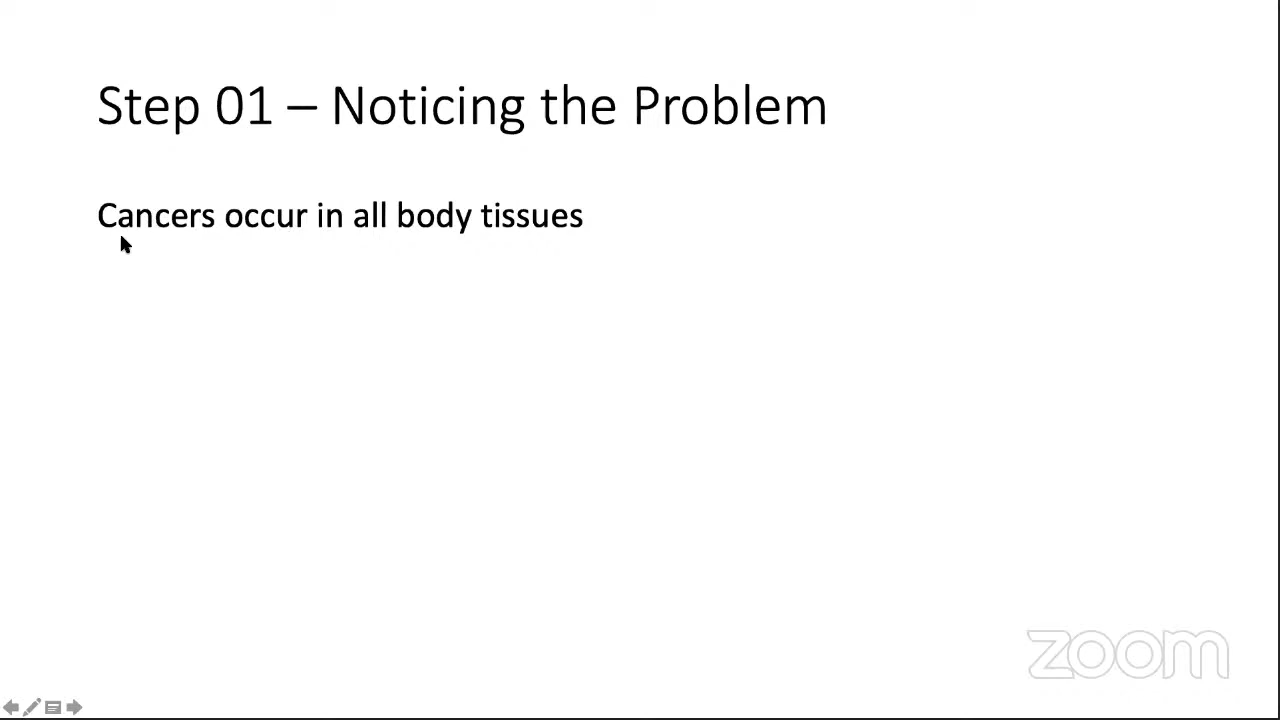 Step 01 – Noticing the Problem
Cancers occur in all body tissues
zoom